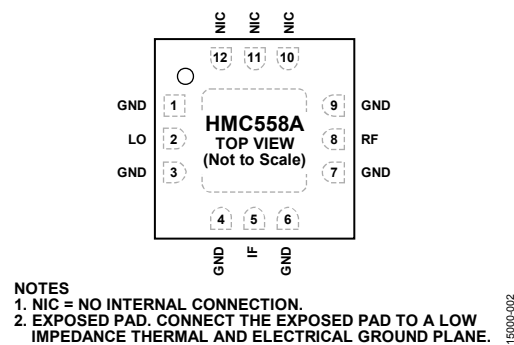 NIC NIC NIC
12 11 10
GND 1 9 GND
HMC558A
LO 2 TOP VIEW 8 RF
(Not to Scale)
GND 3 7 GND
4 5 6
GND IF GND
NOTES
1. NIC = NO INTERNAL CONNECTION.
2. EXPOSED PAD. CONNECT THE EXPOSED PAD TO A LOW
IMPEDANCE THERMAL AND ELECTRICAL GROUND PLANE.
15000-002